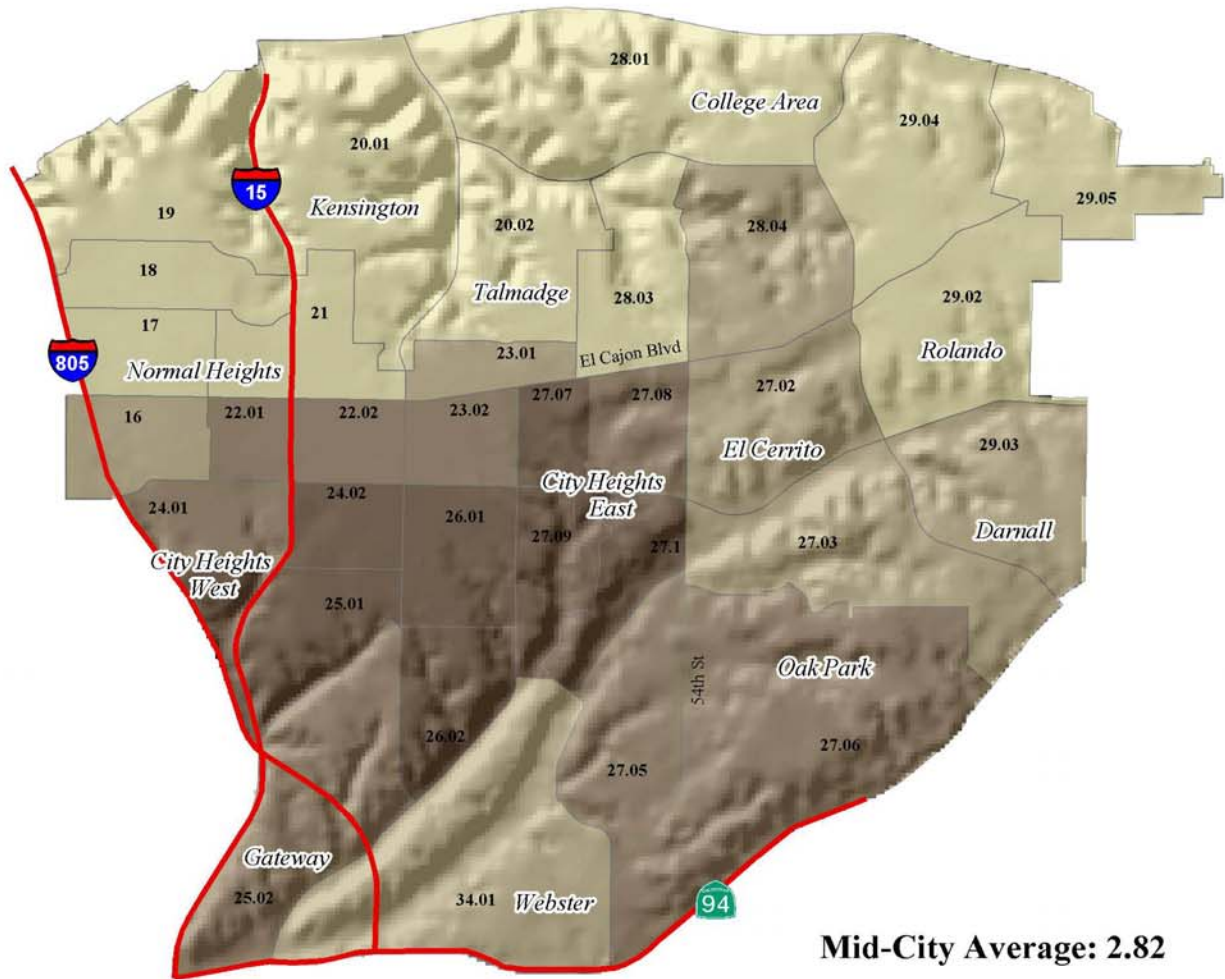 28.01
College Area
29.04
20.01
15
29.05
19
Kensington
20.02
28.04
18
Talmadge
28.03
29.02
21
17
23.01
El Cajon Blvd
Rolando
805
Normal Heights
27.07
27.08
27.02
16
22.01
22.02
23.02
El Cerrito
29.03
City Heights
East
24.02
24.01
26.01
27.09
27.1
27.03
Darnall
City Heights
West
25.01
54th St
Oak Park
26.02
27.06
27.05
Gateway
25.02
34.01
Webster
94
Mid-City Average: 2.82